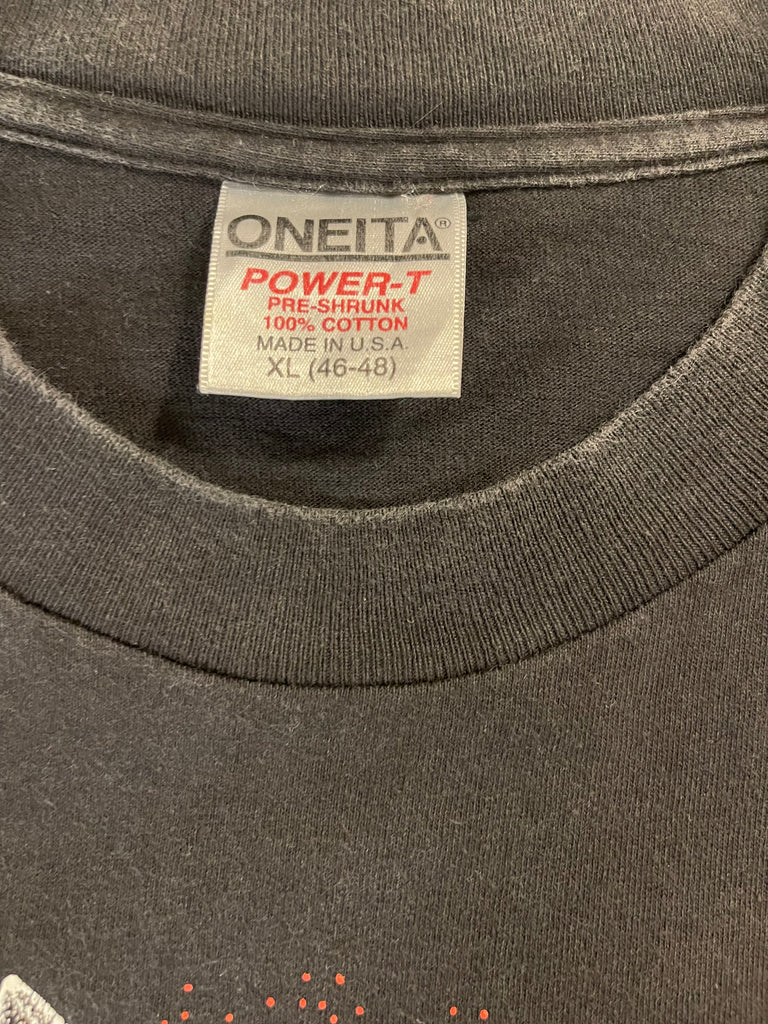 ONEITA®
POWER-T
PRE-SHRUNK
100% COTTON
MADE IN U.S.A.
XL (46-48)